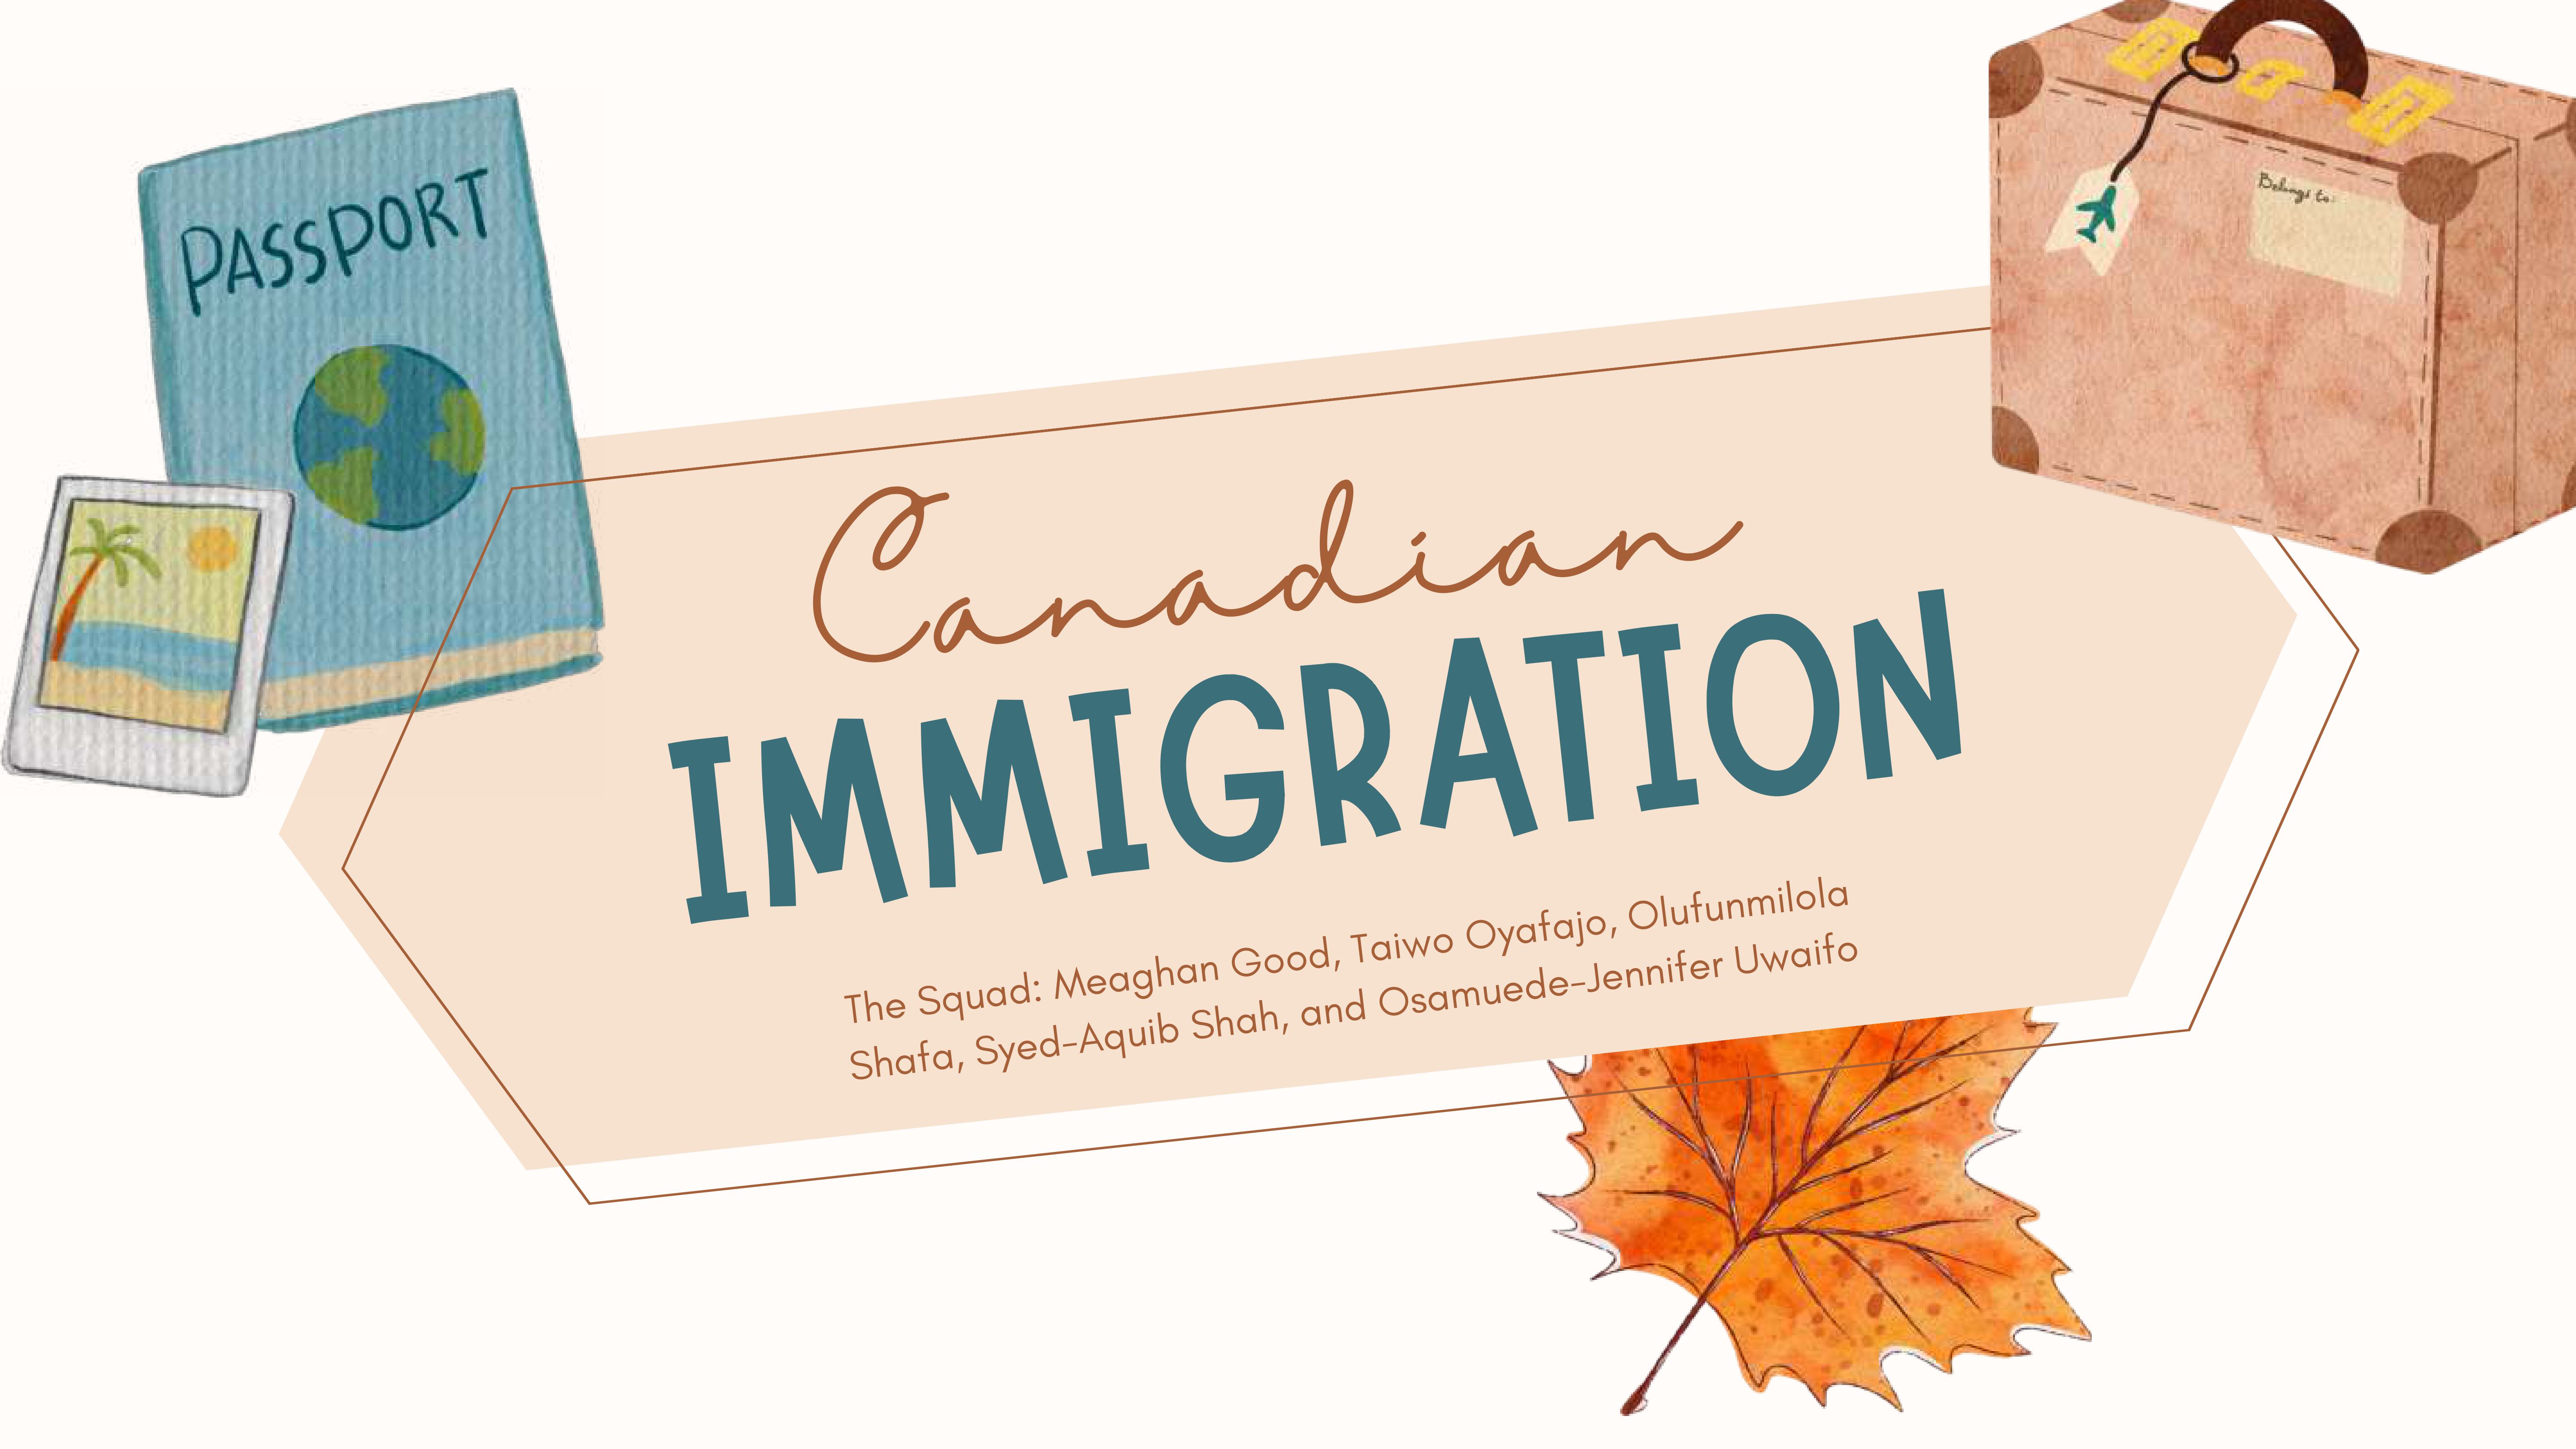 PASSPORT
Belongs to:
Canadian
IMMIGRATION
The Squad: Meaghan Good, Taiwo Oyafajo, Olufunmilola
Shafa, Syed-Aquib Shah, and Osamuede-Jennifer Uwaifo